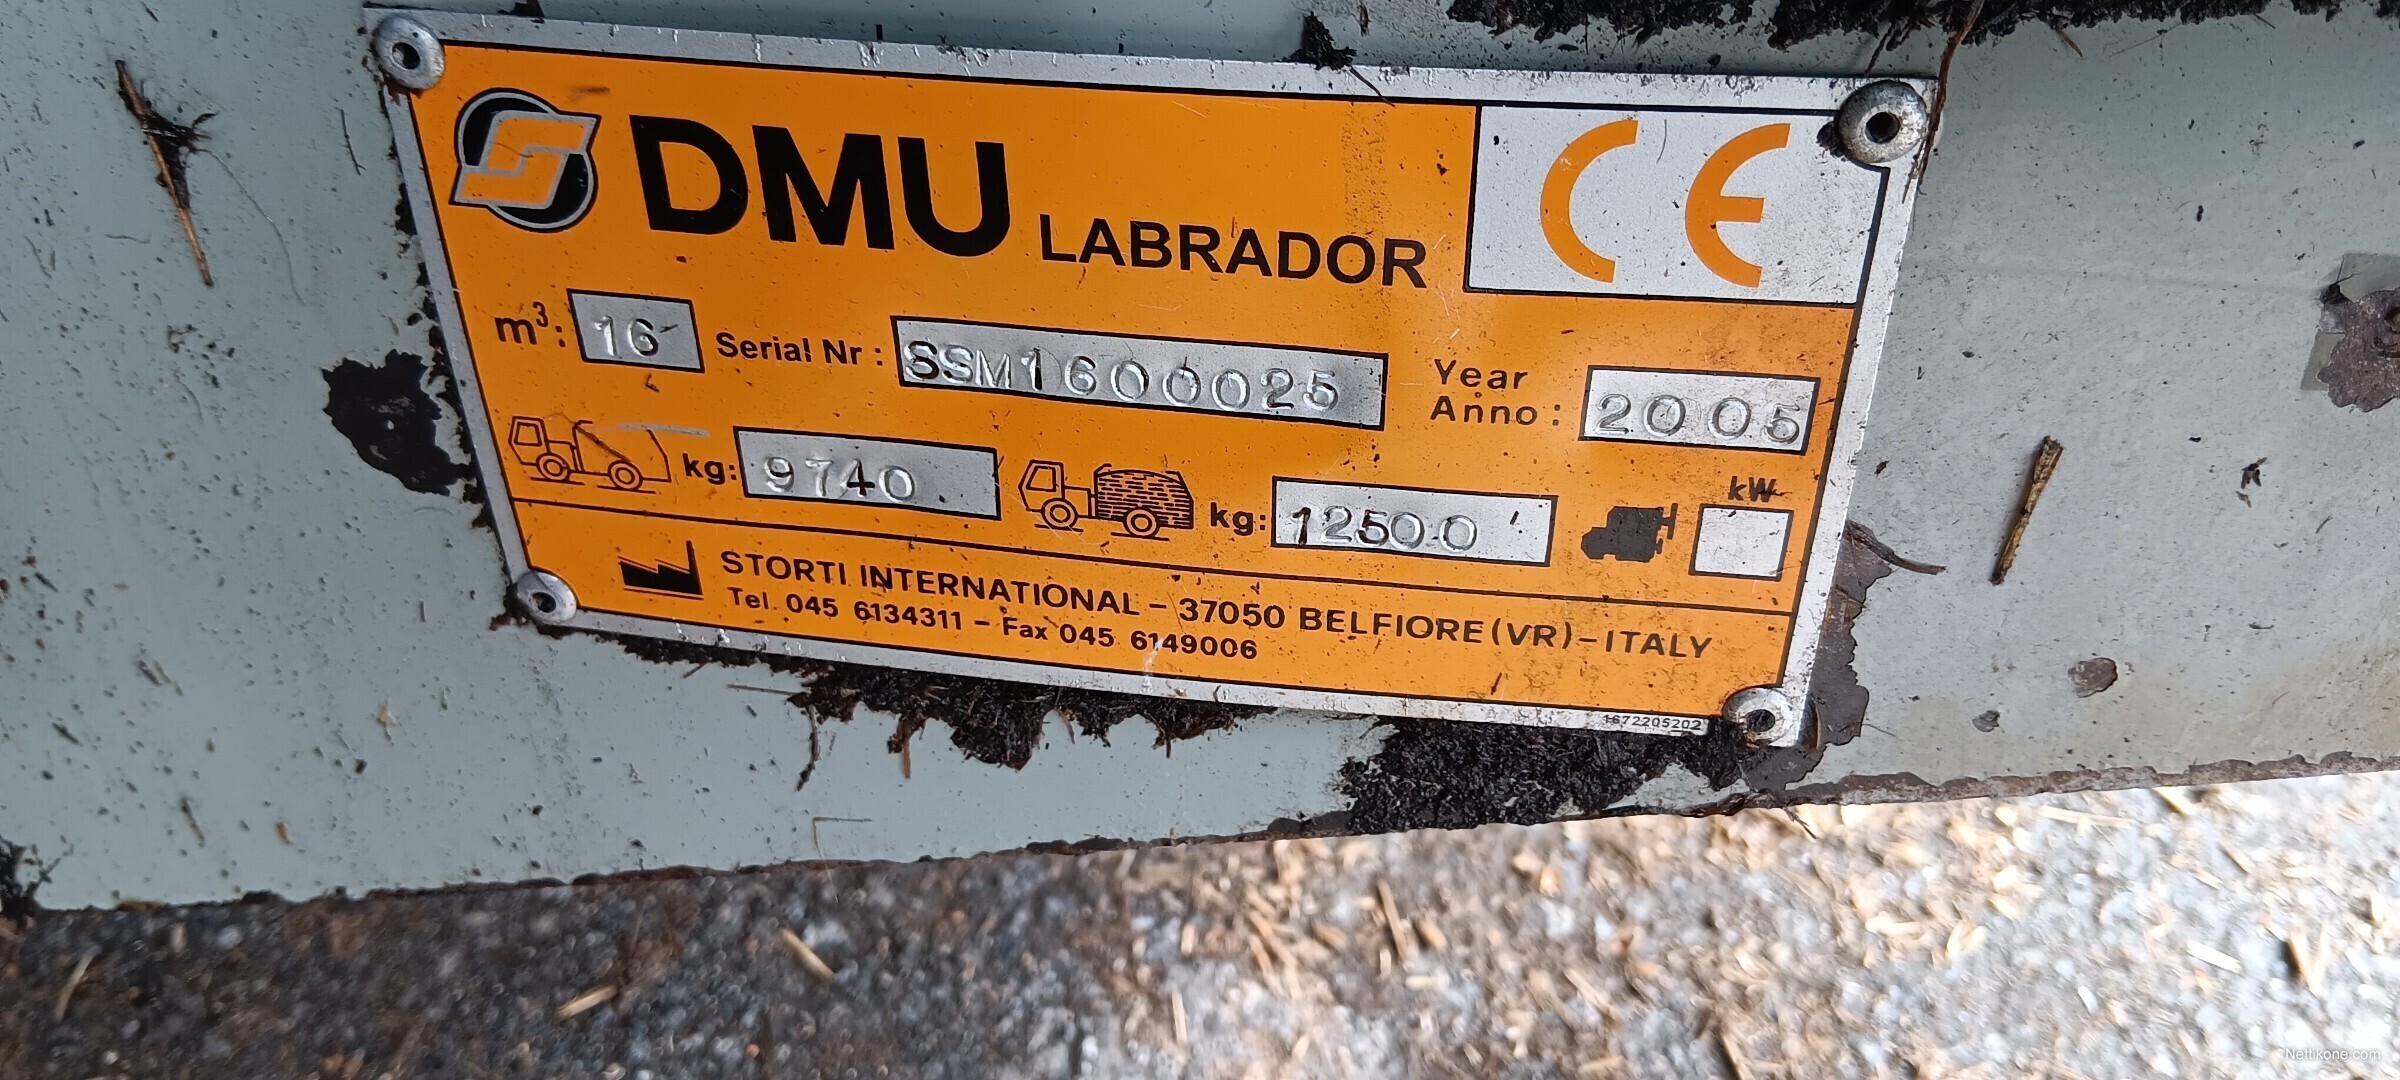 DMU LABRADOR CE
m³: 16 Serial Nr: SSM1600025 Year Anno: 2005
kg: 9740 kg: 12500 kW
STORTI INTERNATIONAL - 37050 BELFIORE (VR) - ITALY
Tel. 045 6134311 - Fax 045 6149006
1672205202
Nettikone.com